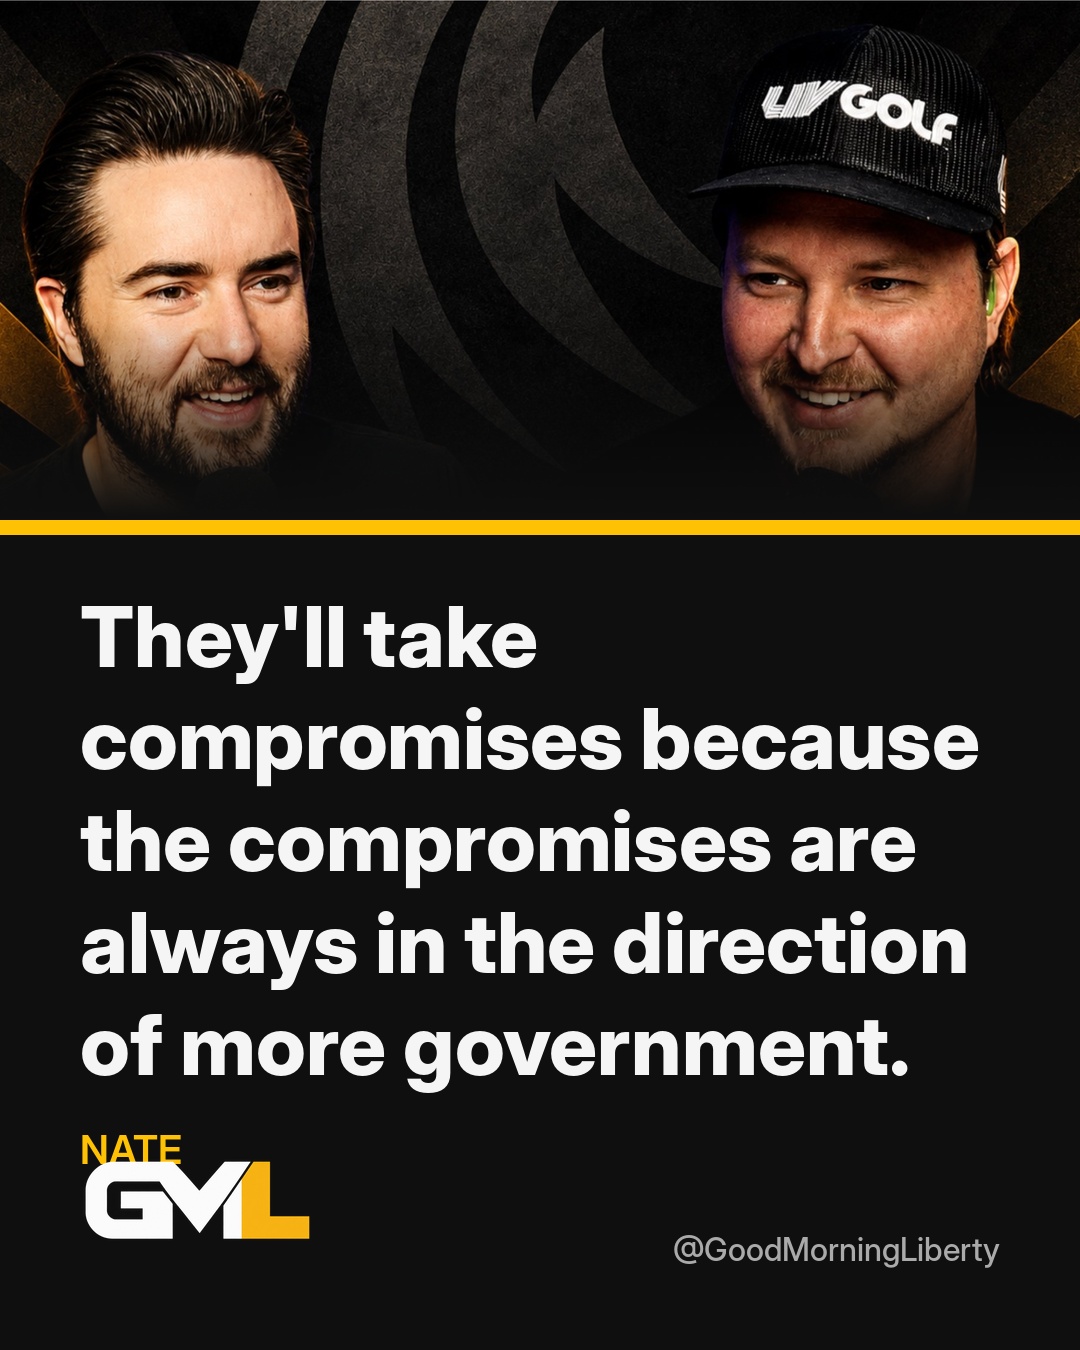 LIV GOLF
They'll take
compromises because
the compromises are
always in the direction
of more government.
NATE
GML
@GoodMorningLiberty